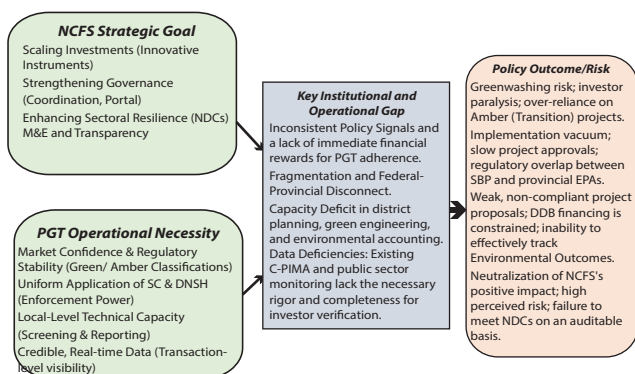 NCFS Strategic Goal
Scaling Investments (Innovative
Instruments)
Strengthening Governance
(Coordination, Portal)
Enhancing Sectoral Resilience (NDCs)
M&E and Transparency
PGT Operational Necessity
Market Confidence & Regulatory
Stability (Green/ Amber Classifications)
Uniform Application of SC & DNSH
(Enforcement Power)
Local-Level Technical Capacity
(Screening & Reporting)
Credible, Real-time Data (Transaction-
level visibility)
Key Institutional and
Operational Gap
Inconsistent Policy Signals and
a lack of immediate financial
rewards for PGT adherence.
Fragmentation and Federal-
Provincial Disconnect.
Capacity Deficit in district
planning, green engineering,
and environmental accounting.
Data Deficiencies: Existing
C-PIMA and public sector
monitoring lack the necessary
rigor and completeness for
investor verification.
Policy Outcome/Risk
Greenwashing risk; investor
paralysis; over-reliance on
Amber (Transition) projects.
Implementation vacuum;
slow project approvals;
regulatory overlap between
SBP and provincial EPAs.
Weak, non-compliant project
proposals; DDB financing is
constrained; inability to
effectively track
Environmental Outcomes.
Neutralization of NCFS's
positive impact; high
perceived risk; failure to
meet NDCs on an auditable
basis.